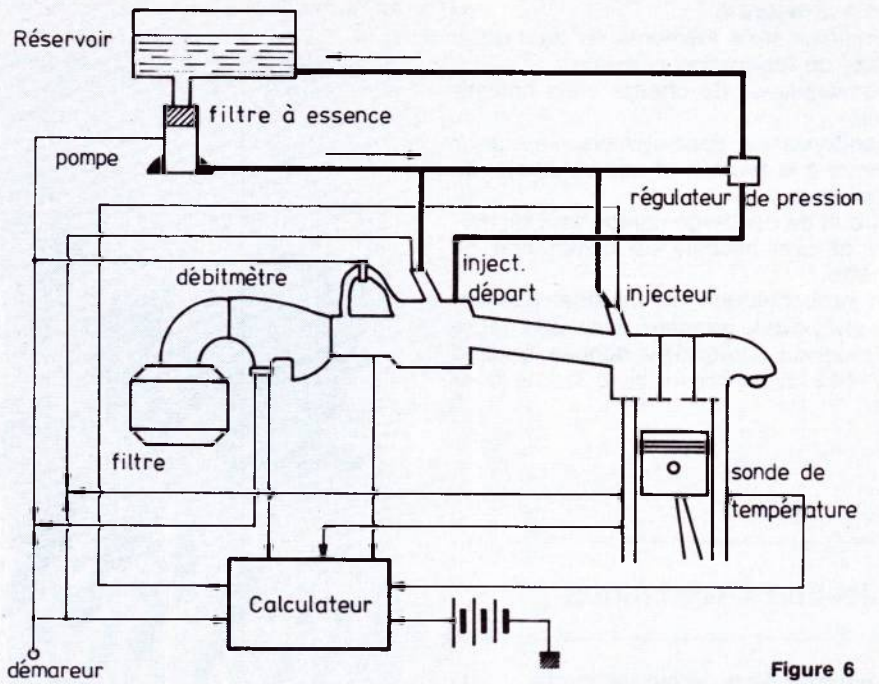 Réservoir
filtre à essence
pompe
régulateur de pression
débitmètre
inject.
départ
injecteur
filtre
sonde de
température
Calculateur
démareur
Figure 6